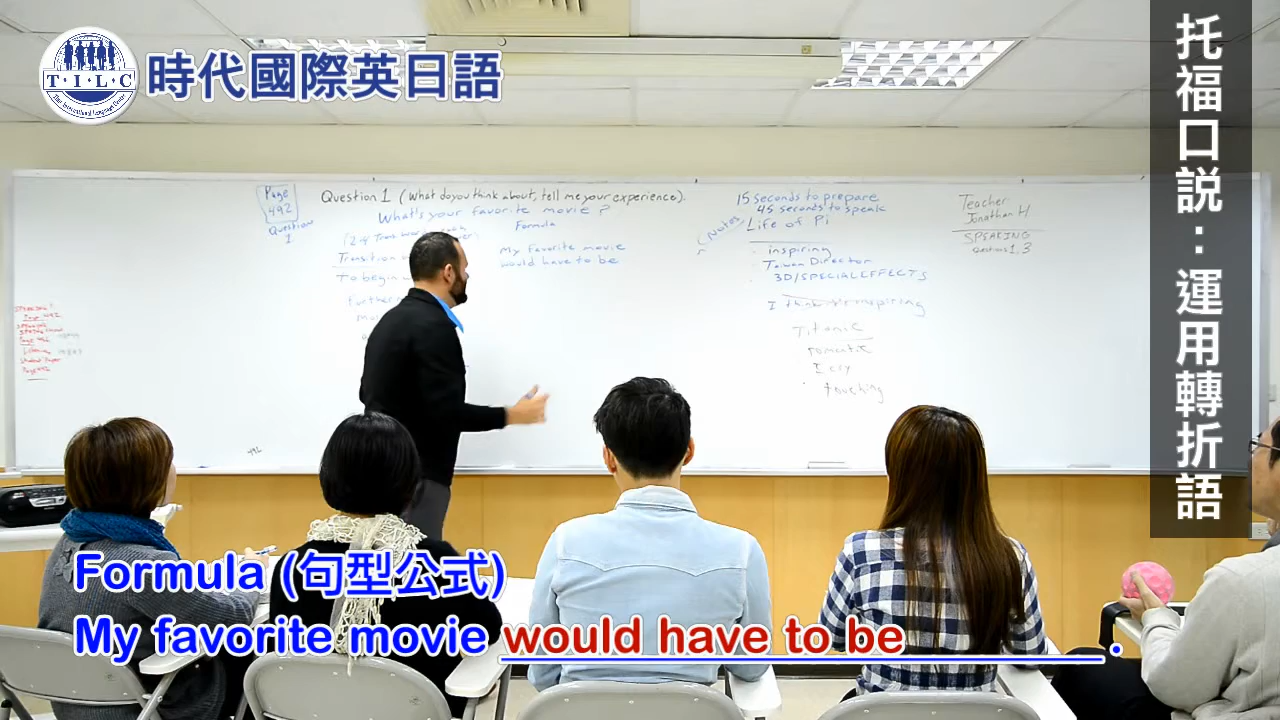 T·I·L·C
時代國際英日語
托福口説：運用轉折語
Page
492
Question
1
Question 1 (What do you think about, tell me your experience).
What's your favorite movie?
Formula
My favorite movie
would have to be
Transition
To begin
15 seconds to prepare
45 seconds to speak
Life of Pi
(Notes)
inspiring
Taiwan Director
3D/SPECIAL EFFECTS
I think inspiring
Titanic
romantic
I cry
touching
Teacher
Jonathan H
SPEAKING
Questions 1, 3
492
Formula (句型公式)
My favorite movie would have to be .